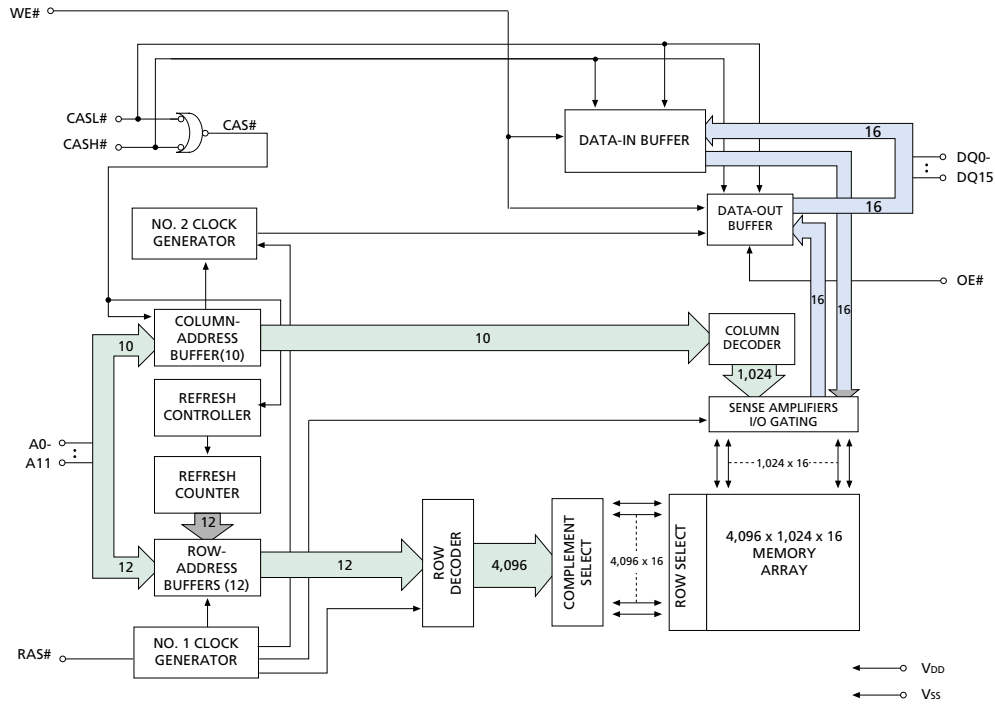 WE#
CASL#
CAS#
CASH#
DATA-IN BUFFER
16
DQ0-
:
DQ15
16
NO. 2 CLOCK
GENERATOR
DATA-OUT
BUFFER
OE#
16
16
COLUMN-
ADDRESS
BUFFER(10)
10
10
COLUMN
DECODER
1,024
REFRESH
CONTROLLER
SENSE AMPLIFIERS
I/O GATING
A0-
:
A11
1,024 x 16
REFRESH
COUNTER
12
ROW-
ADDRESS
BUFFERS (12)
12
12
ROW
DECODER
4,096
COMPLEMENT
SELECT
4,096 x 16
ROW SELECT
4,096 x 1,024 x 16
MEMORY
ARRAY
RAS#
NO. 1 CLOCK
GENERATOR
VDD
VSS